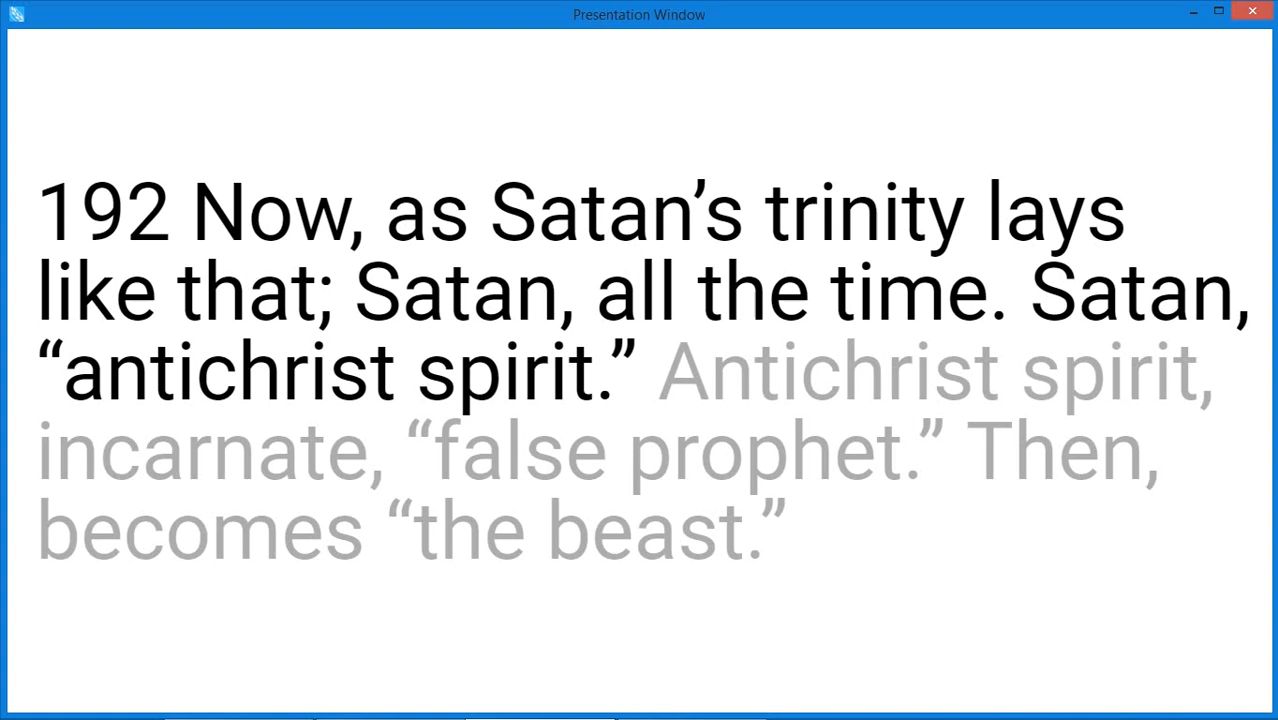 Presentation Window
192 Now, as Satan’s trinity lays
like that; Satan, all the time. Satan,
“antichrist spirit.” Antichrist spirit,
incarnate, “false prophet.” Then,
becomes “the beast.”